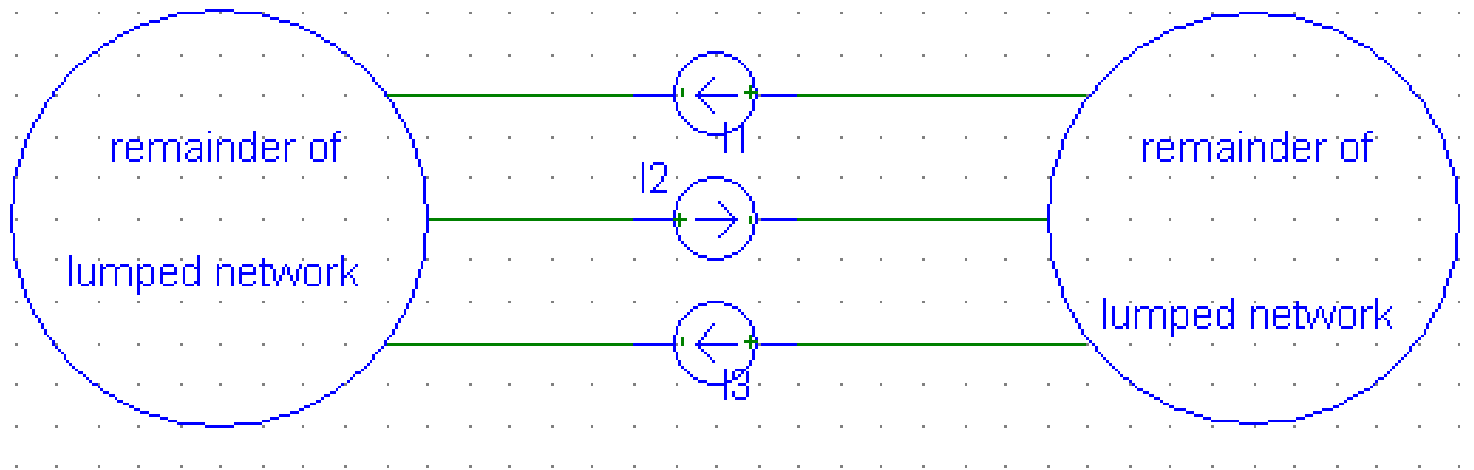 remainder of
lumped network
I1
I2
I3
remainder of
lumped network